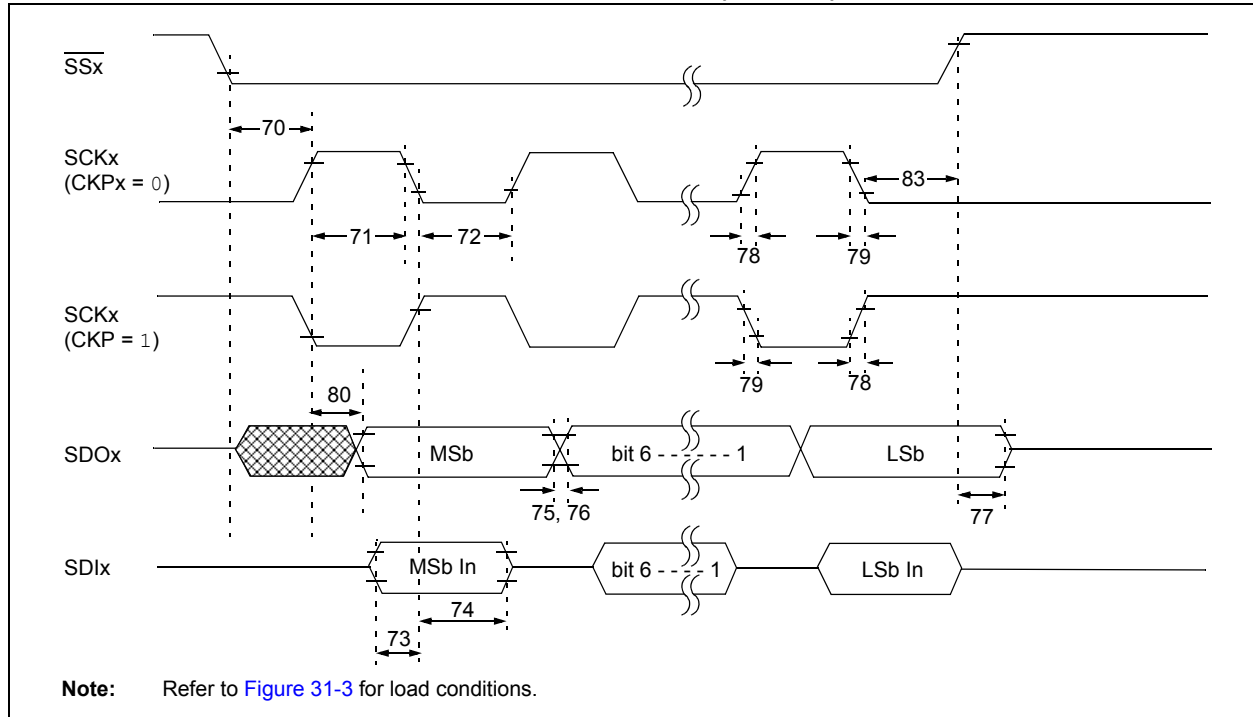 SSx
70
SCKx
(CKPx = 0)
83
71
72
78
79
SCKx
(CKP = 1)
79
78
80
SDOx
MSb
bit 6 - - - - - - 1
LSb
75, 76
77
SDIx
MSb In
bit 6 - - - - 1
LSb In
74
73
Note: Refer to Figure 31-3 for load conditions.